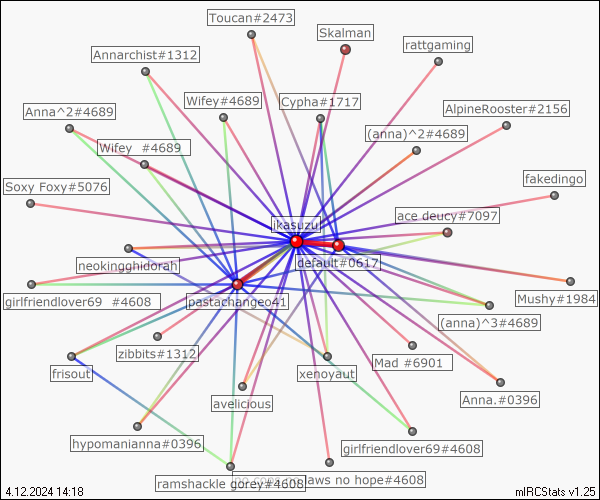 Toucan#2473
Skalman
rattgaming
Annarchist#1312
Wifey#4689
Cypha#1717
Anna^2#4689
AlpineRooster#2156
(anna)^2#4689
Wifey #4689
fakedingo
Soxy Foxy#5076
ace deucy#7097
ikasuzu
default#0617
neokingghidorah
pastachangeo41
girlfriendlover69 #4608
Mushy#1984
(anna)^3#4689
zibbits#1312
Mad #6901
frisout
xenoyaut
Anna.#0396
avelicious
hypomanianna#0396
girlfriendlover69#4608
ramshackle gorey#4608
laws no hope#4608
4.12.2024 14:18
mIRCStats v1.25